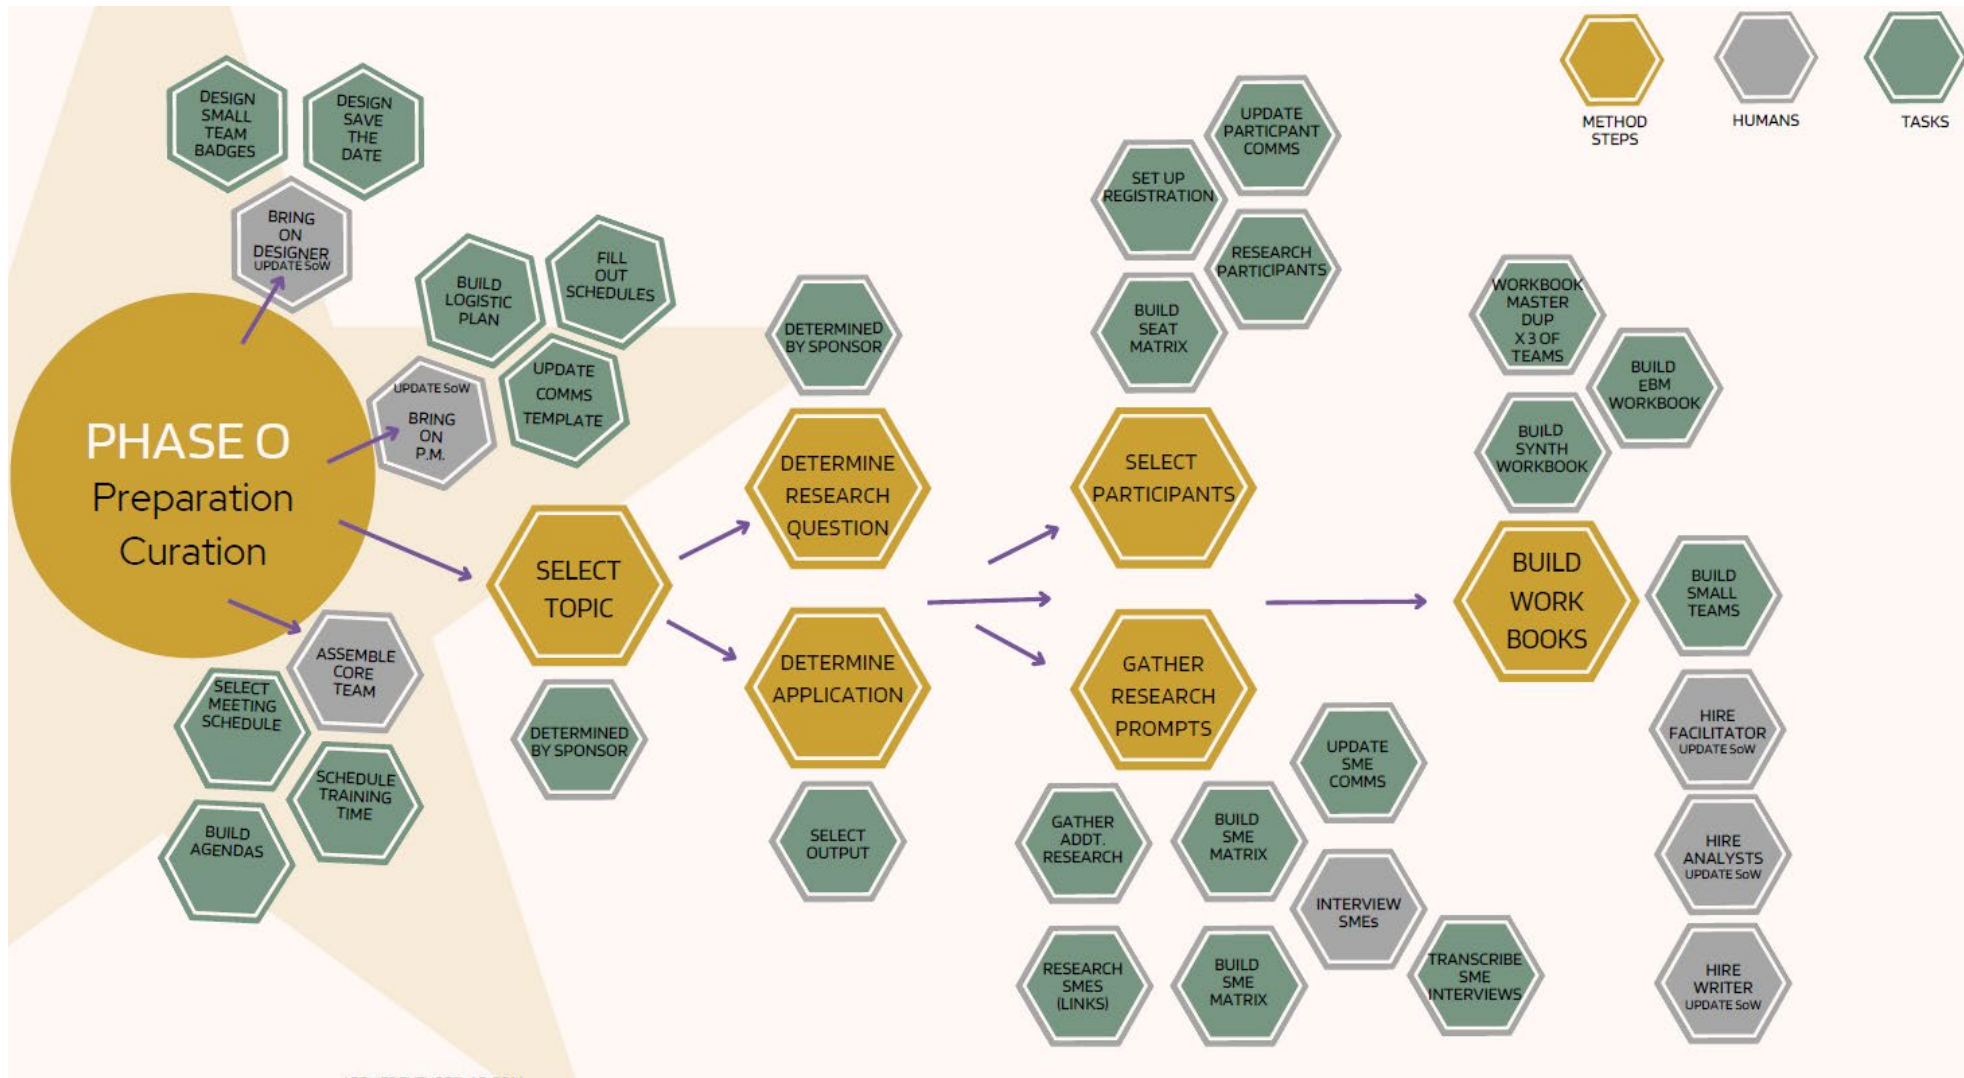 DESIGN
SMALL
TEAM
BADGES
DESIGN
SAVE
THE
DATE
BRING
ON
DESIGNER
UPDATE SoW
BUILD
LOGISTIC
PLAN
FILL
OUT
SCHEDULES
UPDATE SoW
BRING
ON
P.M.
UPDATE
COMMS
TEMPLATE
PHASE 0
Preparation
Curation
ASSEMBLE
CORE
TEAM
SELECT
MEETING
SCHEDULE
SCHEDULE
TRAINING
TIME
BUILD
AGENDAS
SELECT
TOPIC
DETERMINED
BY SPONSOR
DETERMINED
BY SPONSOR
DETERMINE
RESEARCH
QUESTION
DETERMINE
APPLICATION
SELECT
OUTPUT
UPDATE
PARTICPANT
COMMS
SET UP
REGISTRATION
RESEARCH
PARTICIPANTS
BUILD
SEAT
MATRIX
SELECT
PARTICIPANTS
GATHER
RESEARCH
PROMPTS
UPDATE
SME
COMMS
GATHER
ADDT.
RESEARCH
BUILD
SME
MATRIX
INTERVIEW
SMEs
RESEARCH
SMES
(LINKS)
BUILD
SME
MATRIX
TRANSCRIBE
SME
INTERVIEWS
METHOD
STEPS
HUMANS
TASKS
WORKBOOK
MASTER
DUP
X 3 OF
TEAMS
BUILD
EBM
WORKBOOK
BUILD
SYNTH
WORKBOOK
BUILD
WORK
BOOKS
BUILD
SMALL
TEAMS
HIRE
FACILITATOR
UPDATE SoW
HIRE
ANALYSTS
UPDATE SoW
HIRE
WRITER
UPDATE SoW